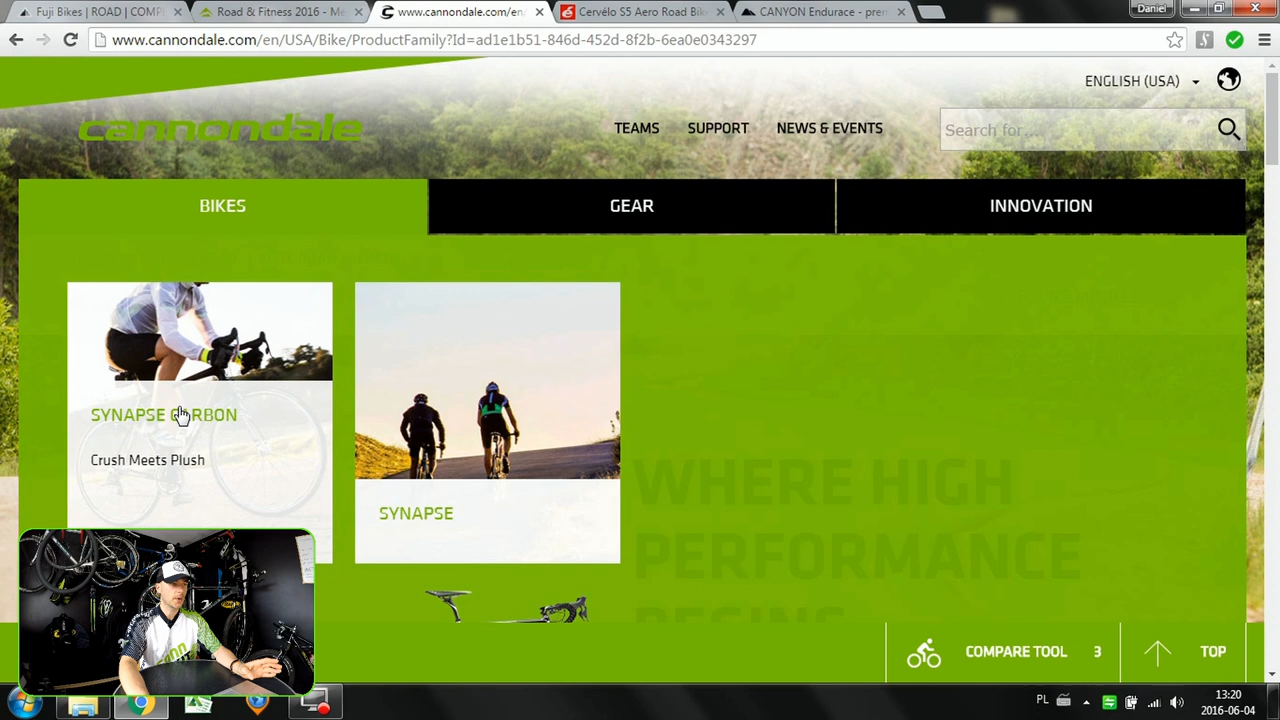 Fuji Bikes | ROAD | COMP
Road & Fitness 2016 - Me
www.cannondale.com/en/
Cervélo S5 Aero Road Bik
CANYON Endurace - pren
Daniel
www.cannondale.com/en/USA/Bike/ProductFamily?Id=ad1e1b51-846d-452d-8f2b-6ea0e0343297
ENGLISH (USA)
cannondale
TEAMS
SUPPORT
NEWS & EVENTS
Search for...
BIKES
GEAR
INNOVATION
SYNAPSE CARBON
Crush Meets Plush
SYNAPSE
WHERE HIGH
PERFORMANCE
BEGINS
COMPARE TOOL 3
TOP
PL
13:20
2016-06-04